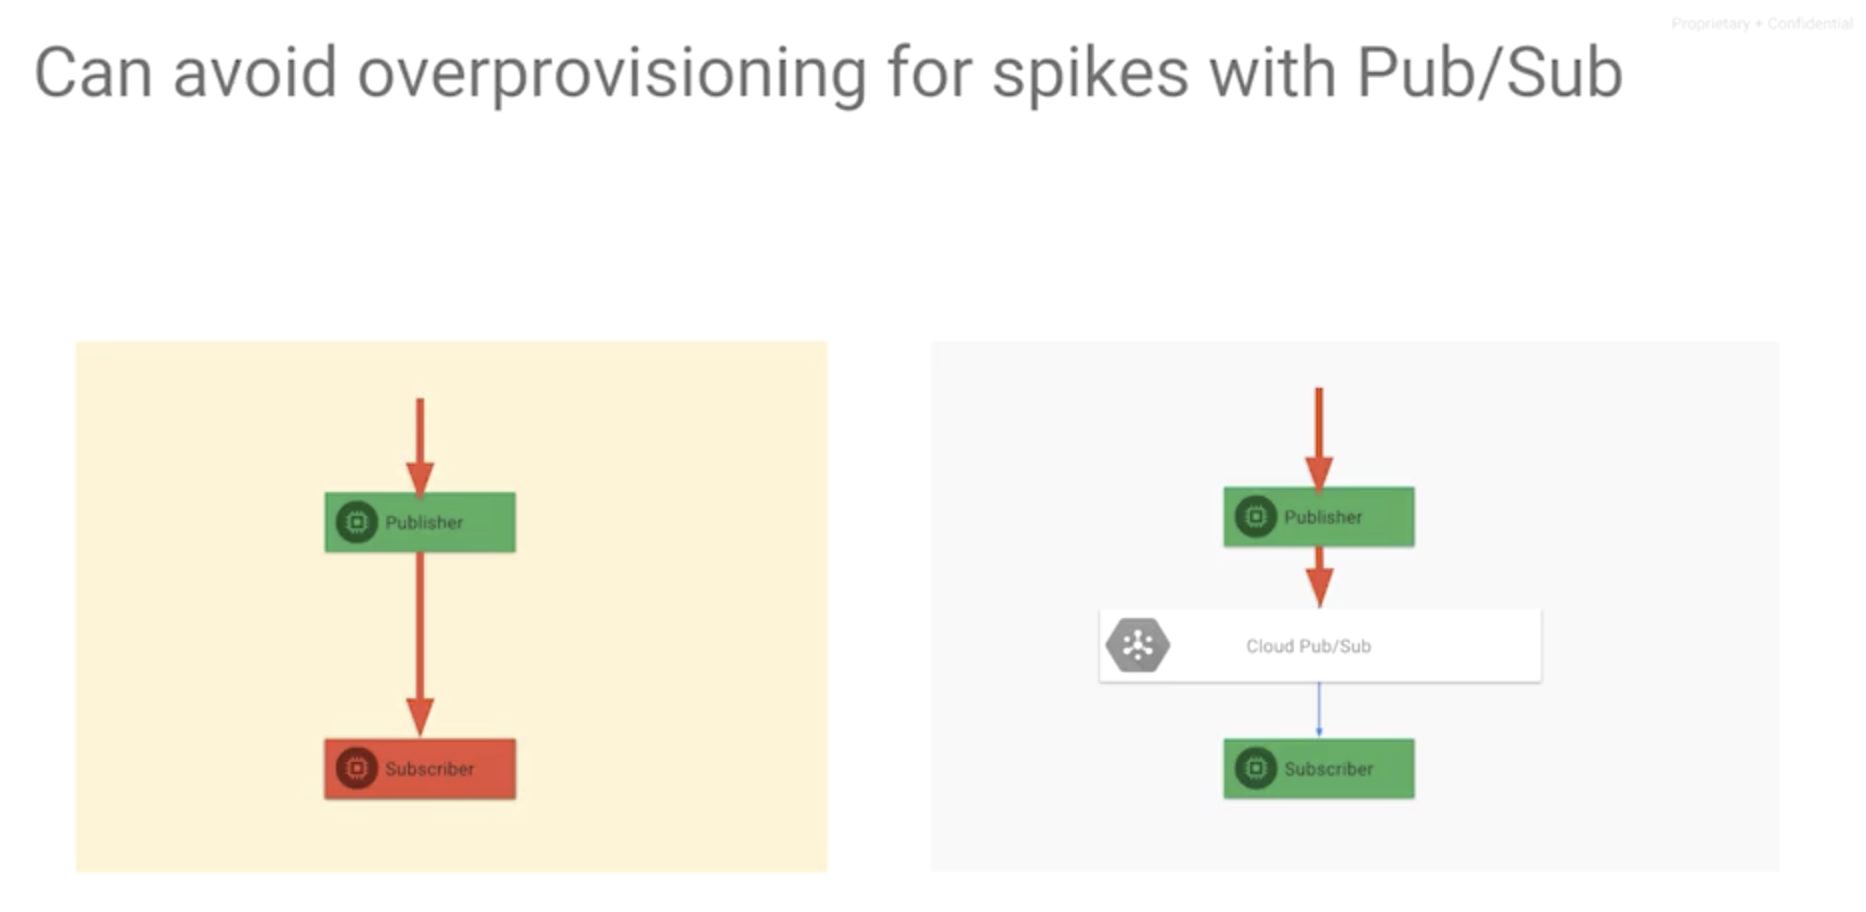 Proprietary + Confidential
Can avoid overprovisioning for spikes with Pub/Sub
Publisher
Subscriber
Publisher
Cloud Pub/Sub
Subscriber